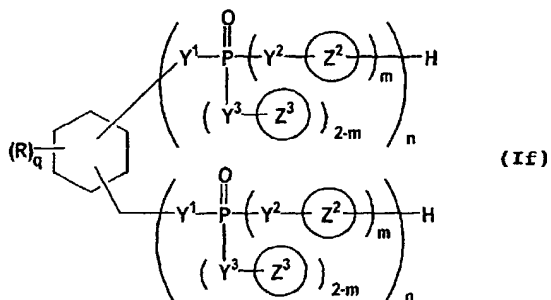 O
Y¹ P ( Y² Z² )m H
( Y³ Z³ )2-m n
(R)q
(If)
O
Y¹ P ( Y² Z² )m H
( Y³ Z³ )2-m n